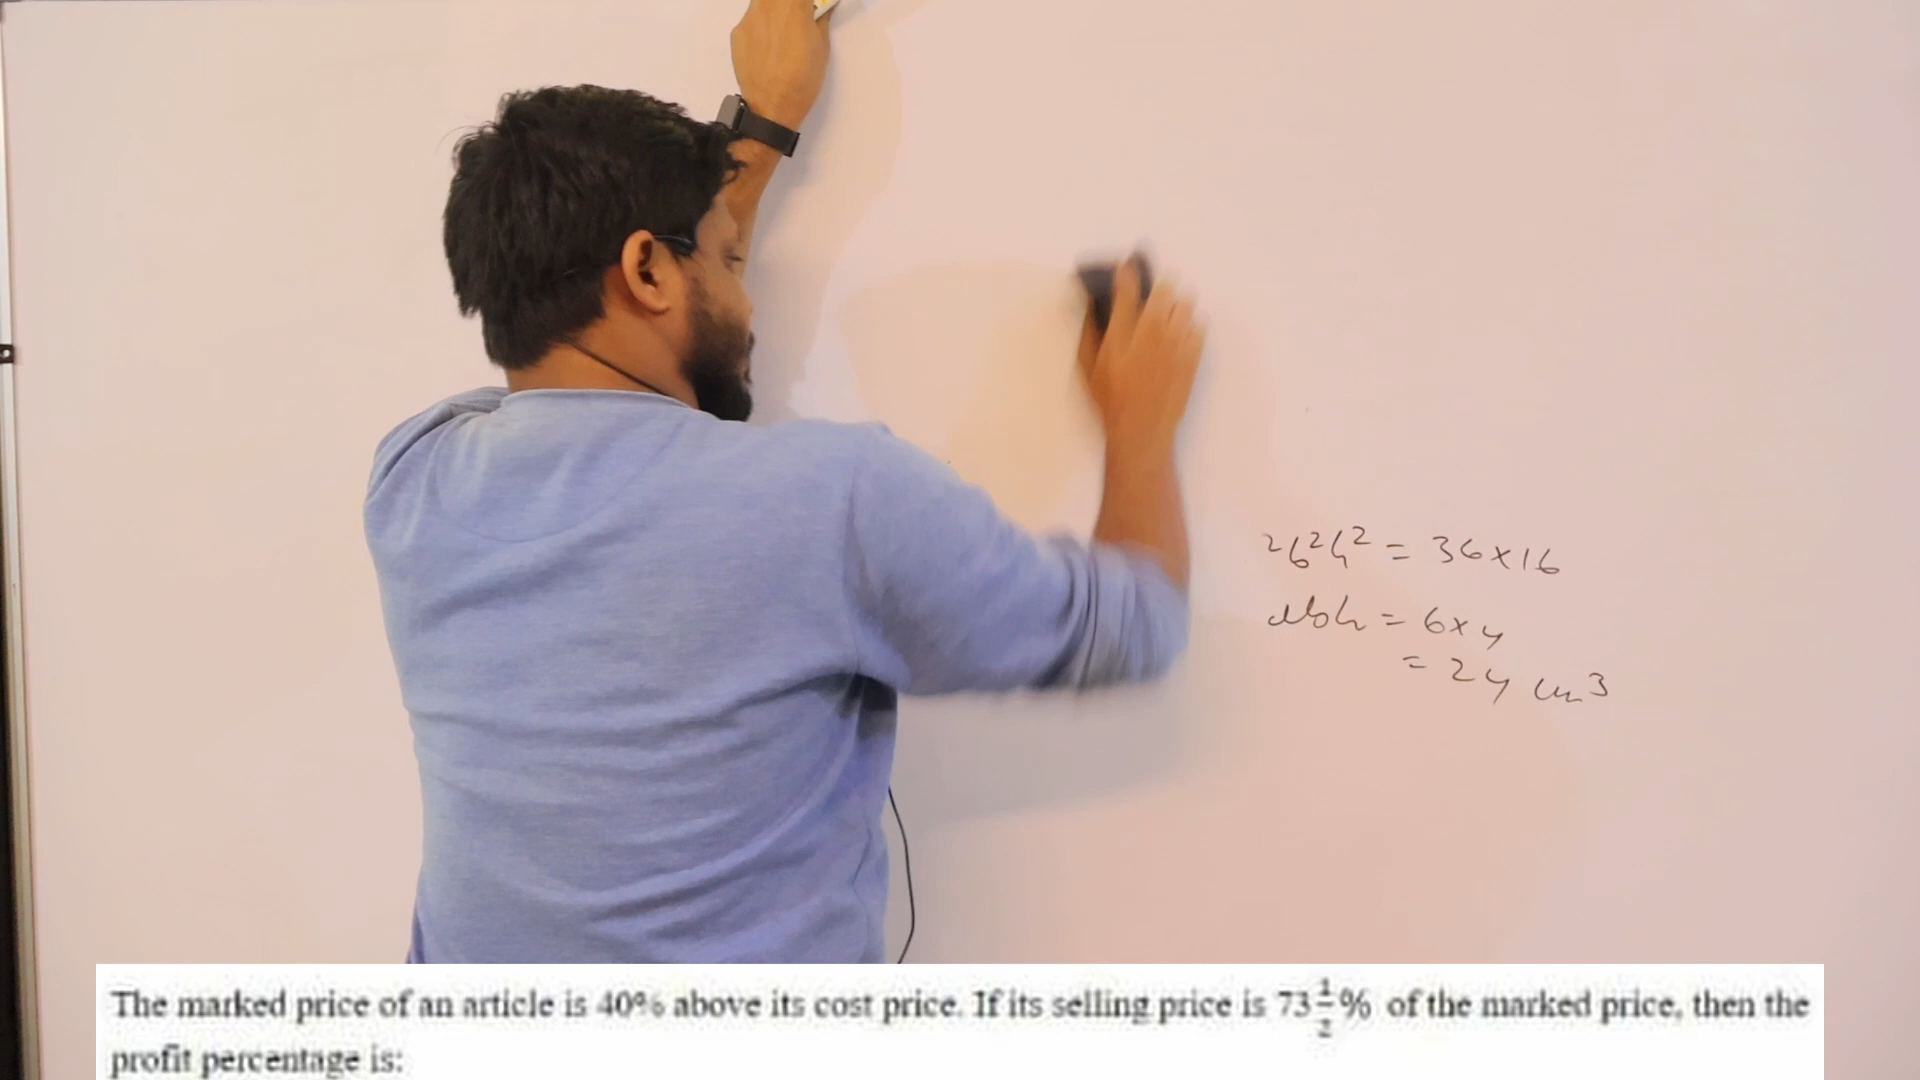 ²b²h² = 36×16
lbh = 6×4
= 24 cm³
The marked price of an article is 40% above its cost price. If its selling price is 73½% of the marked price, then the
profit percentage is: